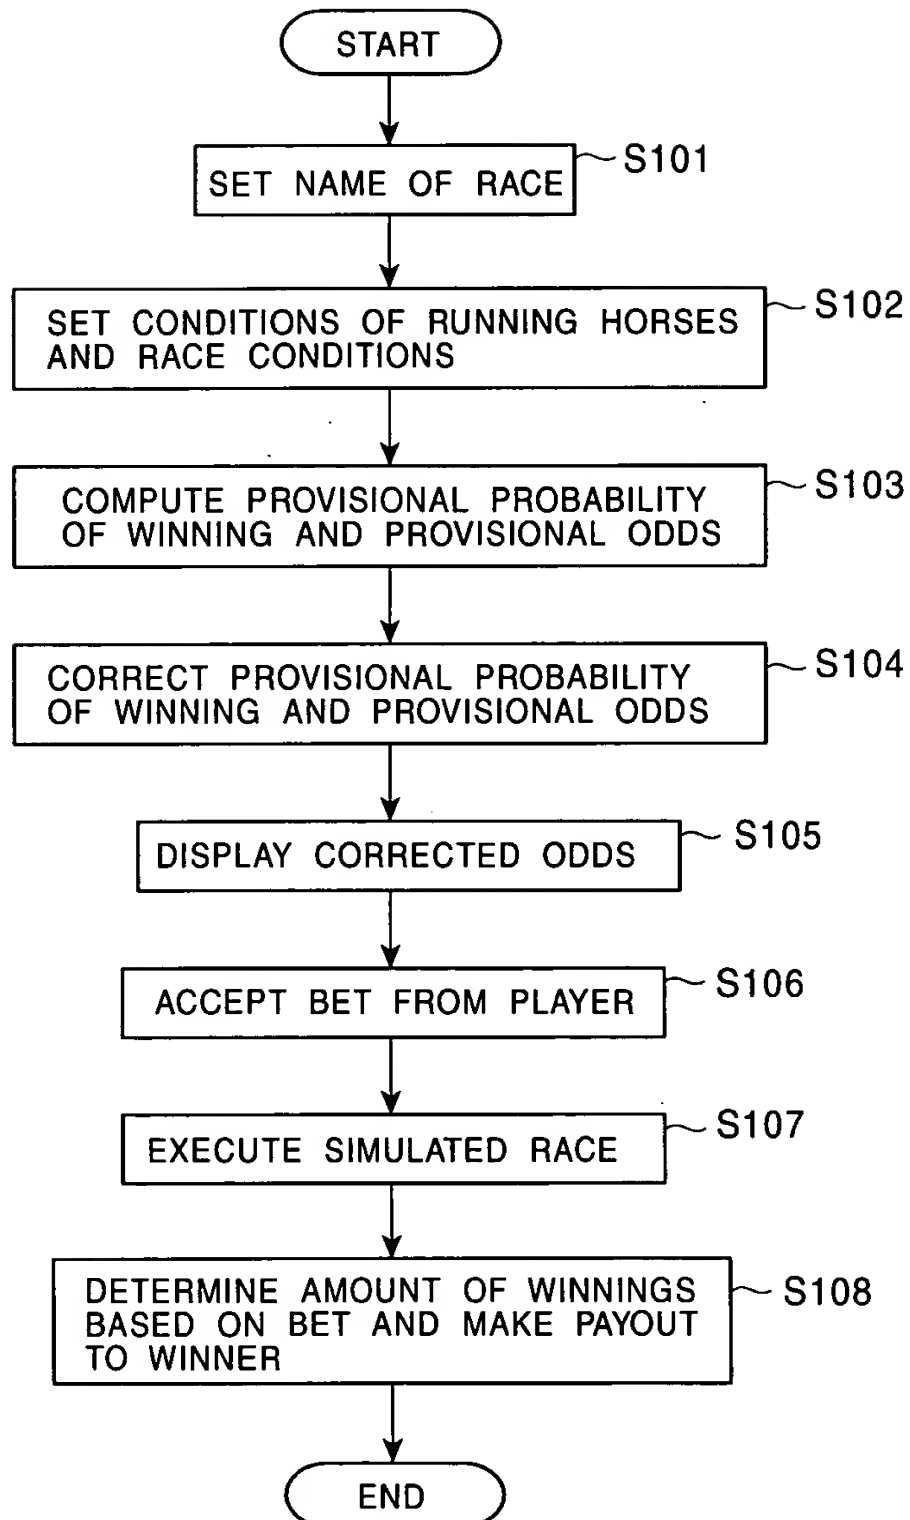 START
SET NAME OF RACE
S101
SET CONDITIONS OF RUNNING HORSES
AND RACE CONDITIONS
S102
COMPUTE PROVISIONAL PROBABILITY
OF WINNING AND PROVISIONAL ODDS
S103
CORRECT PROVISIONAL PROBABILITY
OF WINNING AND PROVISIONAL ODDS
S104
DISPLAY CORRECTED ODDS
S105
ACCEPT BET FROM PLAYER
S106
EXECUTE SIMULATED RACE
S107
DETERMINE AMOUNT OF WINNINGS
BASED ON BET AND MAKE PAYOUT
TO WINNER
S108
END